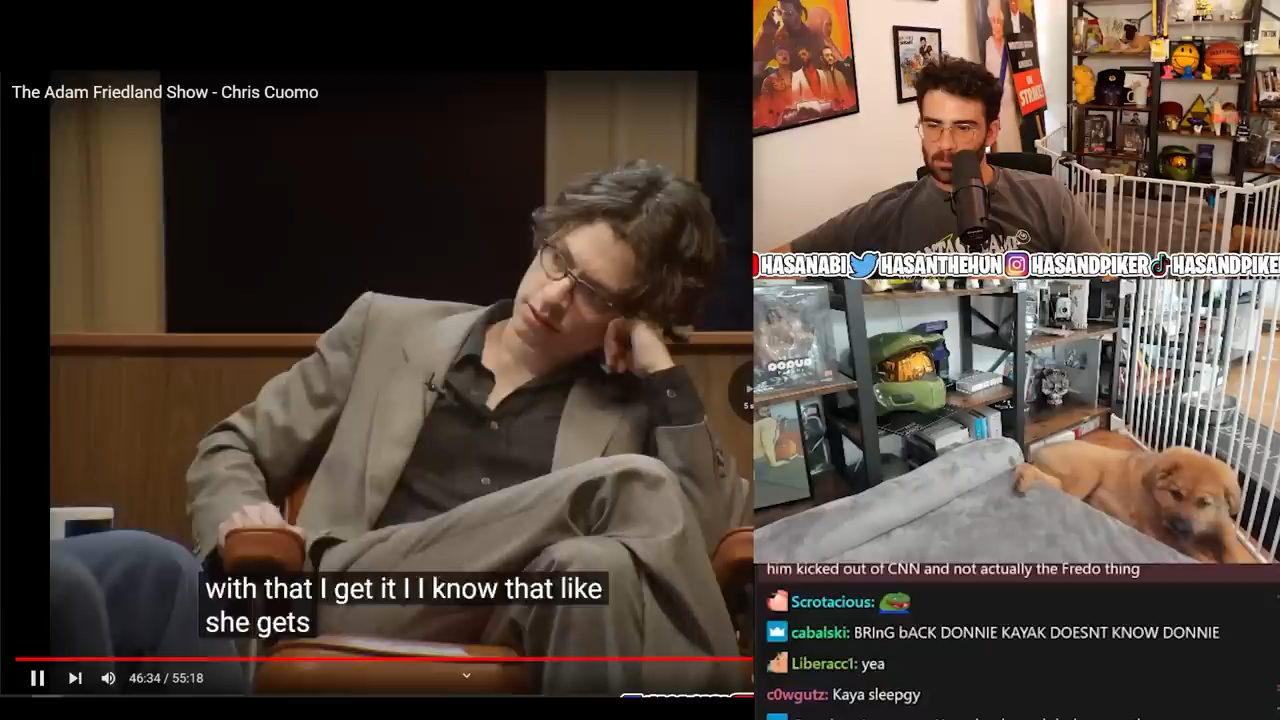 The Adam Friedland Show - Chris Cuomo
with that I get it I I know that like
she gets
46:34 / 55:18
STRIKE!
HASANABI HASANTHEHUN HASANDPIKER HASANDPIKE
him kicked out of CNN and not actually the Fredo thing
Scrotacious:
cabalski: BRInG bACK DONNIE KAYAK DOESNT KNOW DONNIE
Liberacc1: yea
c0wgutz: Kaya sleepgy